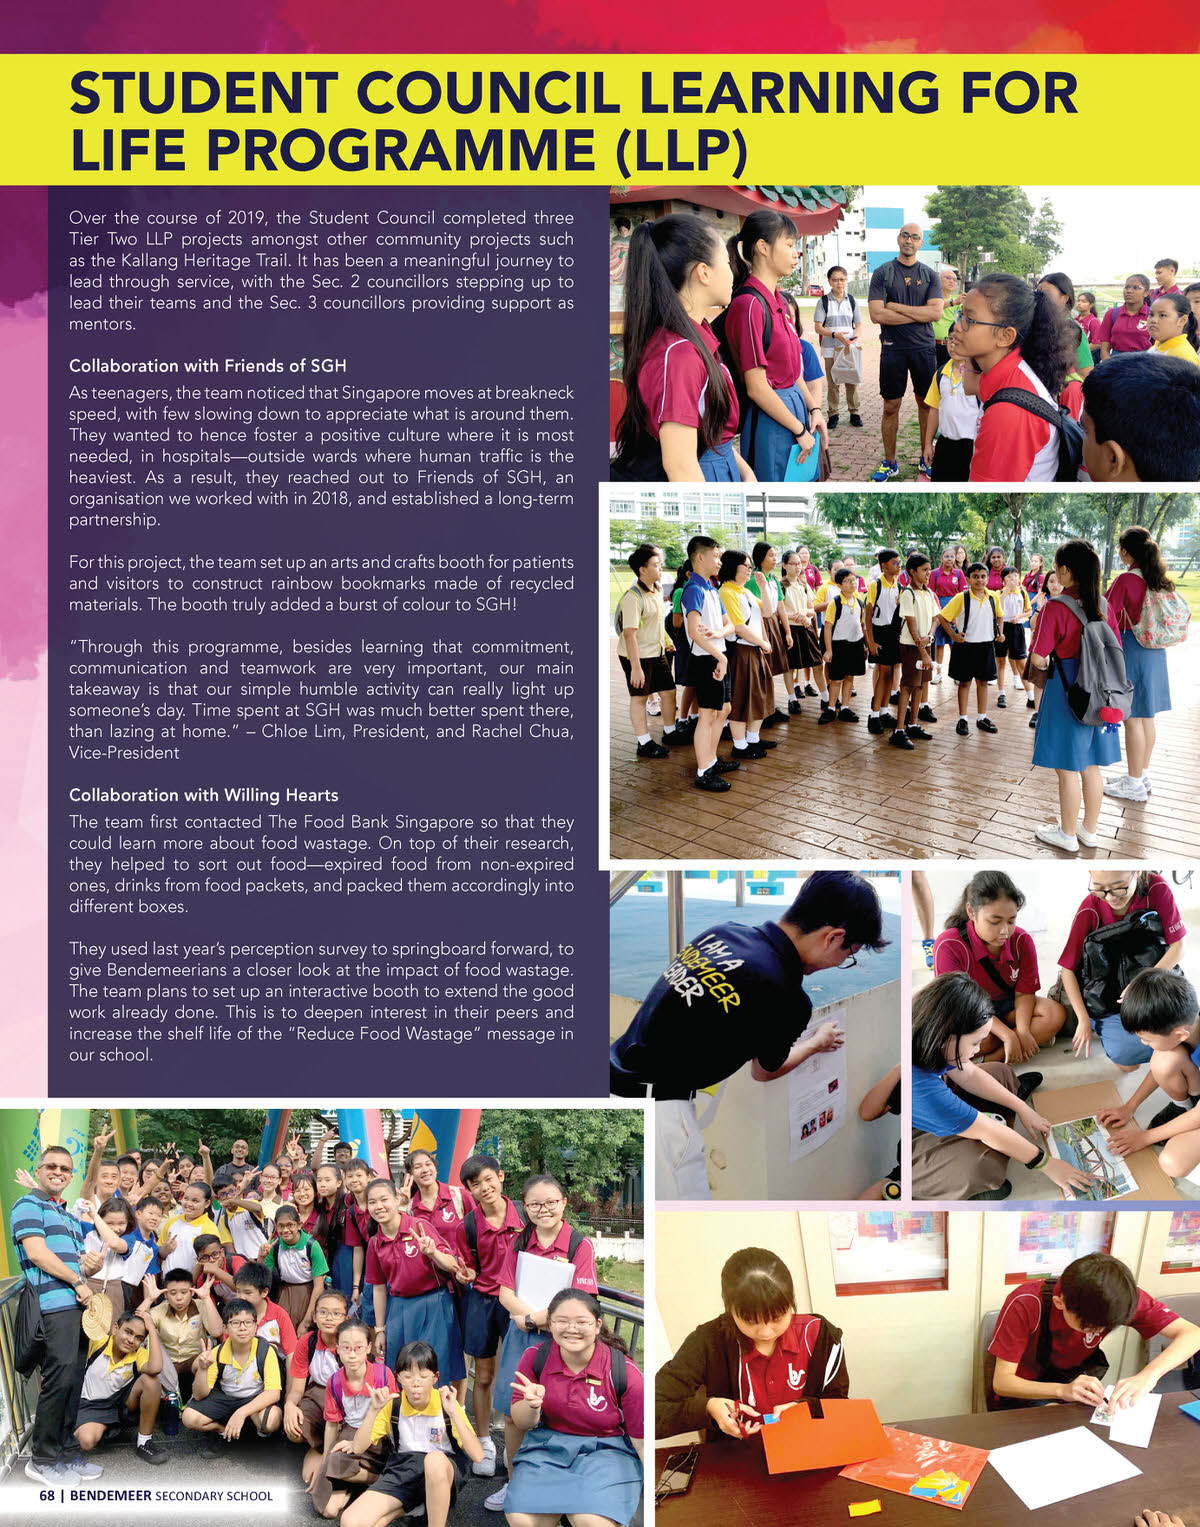 STUDENT COUNCIL LEARNING FOR
LIFE PROGRAMME (LLP)
Over the course of 2019, the Student Council completed three
Tier Two LLP projects amongst other community projects such
as the Kallang Heritage Trail. It has been a meaningful journey to
lead through service, with the Sec. 2 councillors stepping up to
lead their teams and the Sec. 3 councillors providing support as
mentors.
Collaboration with Friends of SGH
As teenagers, the team noticed that Singapore moves at breakneck
speed, with few slowing down to appreciate what is around them.
They wanted to hence foster a positive culture where it is most
needed, in hospitals—outside wards where human traffic is the
heaviest. As a result, they reached out to Friends of SGH, an
organisation we worked with in 2018, and established a long-term
partnership.
For this project, the team set up an arts and crafts booth for patients
and visitors to construct rainbow bookmarks made of recycled
materials. The booth truly added a burst of colour to SGH!
“Through this programme, besides learning that commitment,
communication and teamwork are very important, our main
takeaway is that our simple humble activity can really light up
someone’s day. Time spent at SGH was much better spent there,
than lazing at home.” – Chloe Lim, President, and Rachel Chua,
Vice-President
Collaboration with Willing Hearts
The team first contacted The Food Bank Singapore so that they
could learn more about food wastage. On top of their research,
they helped to sort out food—expired food from non-expired
ones, drinks from food packets, and packed them accordingly into
different boxes.
They used last year’s perception survey to springboard forward, to
give Bendemeerians a closer look at the impact of food wastage.
The team plans to set up an interactive booth to extend the good
work already done. This is to deepen interest in their peers and
increase the shelf life of the “Reduce Food Wastage” message in
our school.
I AM A
BENDEMEER
LEADER
68 | BENDEMEER SECONDARY SCHOOL